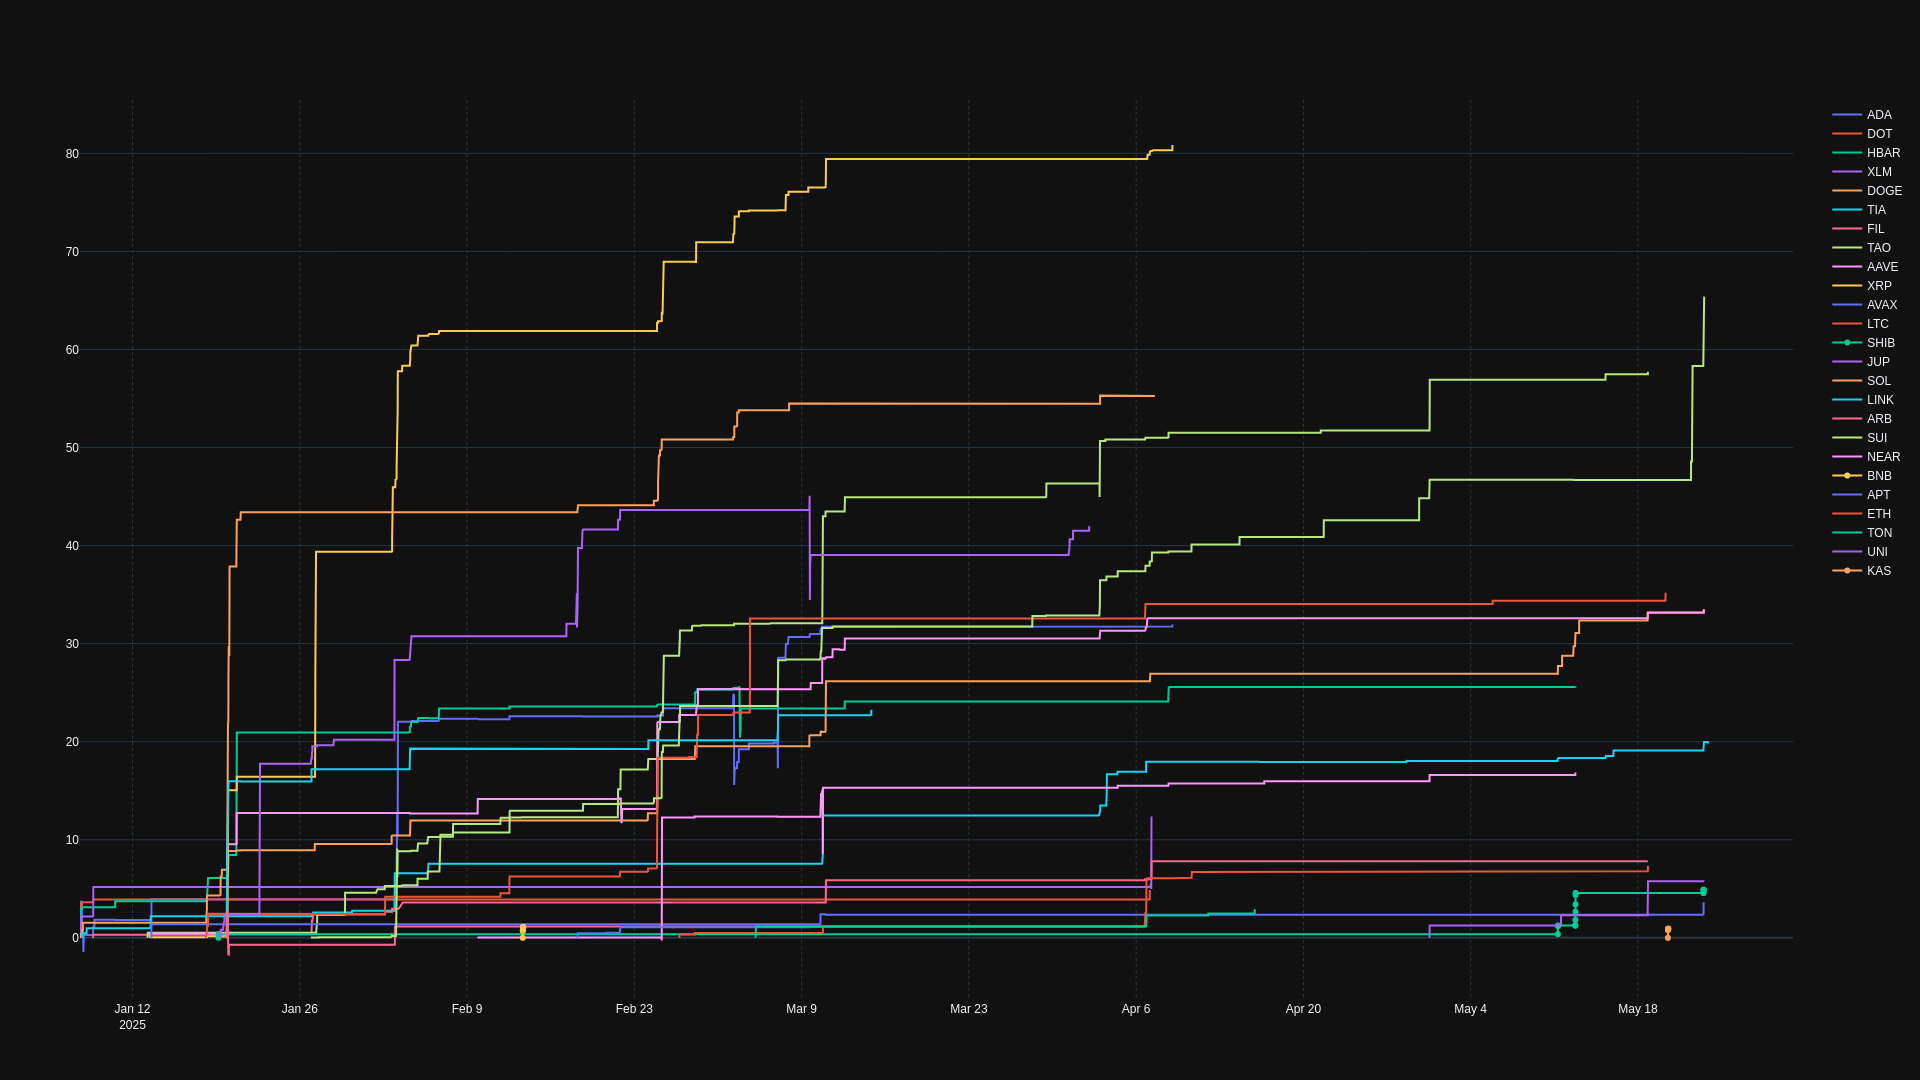 80
70
60
50
40
30
20
10
0
Jan 12
2025
Jan 26
Feb 9
Feb 23
Mar 9
Mar 23
Apr 6
Apr 20
May 4
May 18
ADA
DOT
HBAR
XLM
DOGE
TIA
FIL
TAO
AAVE
XRP
AVAX
LTC
SHIB
JUP
SOL
LINK
ARB
SUI
NEAR
BNB
APT
ETH
TON
UNI
KAS